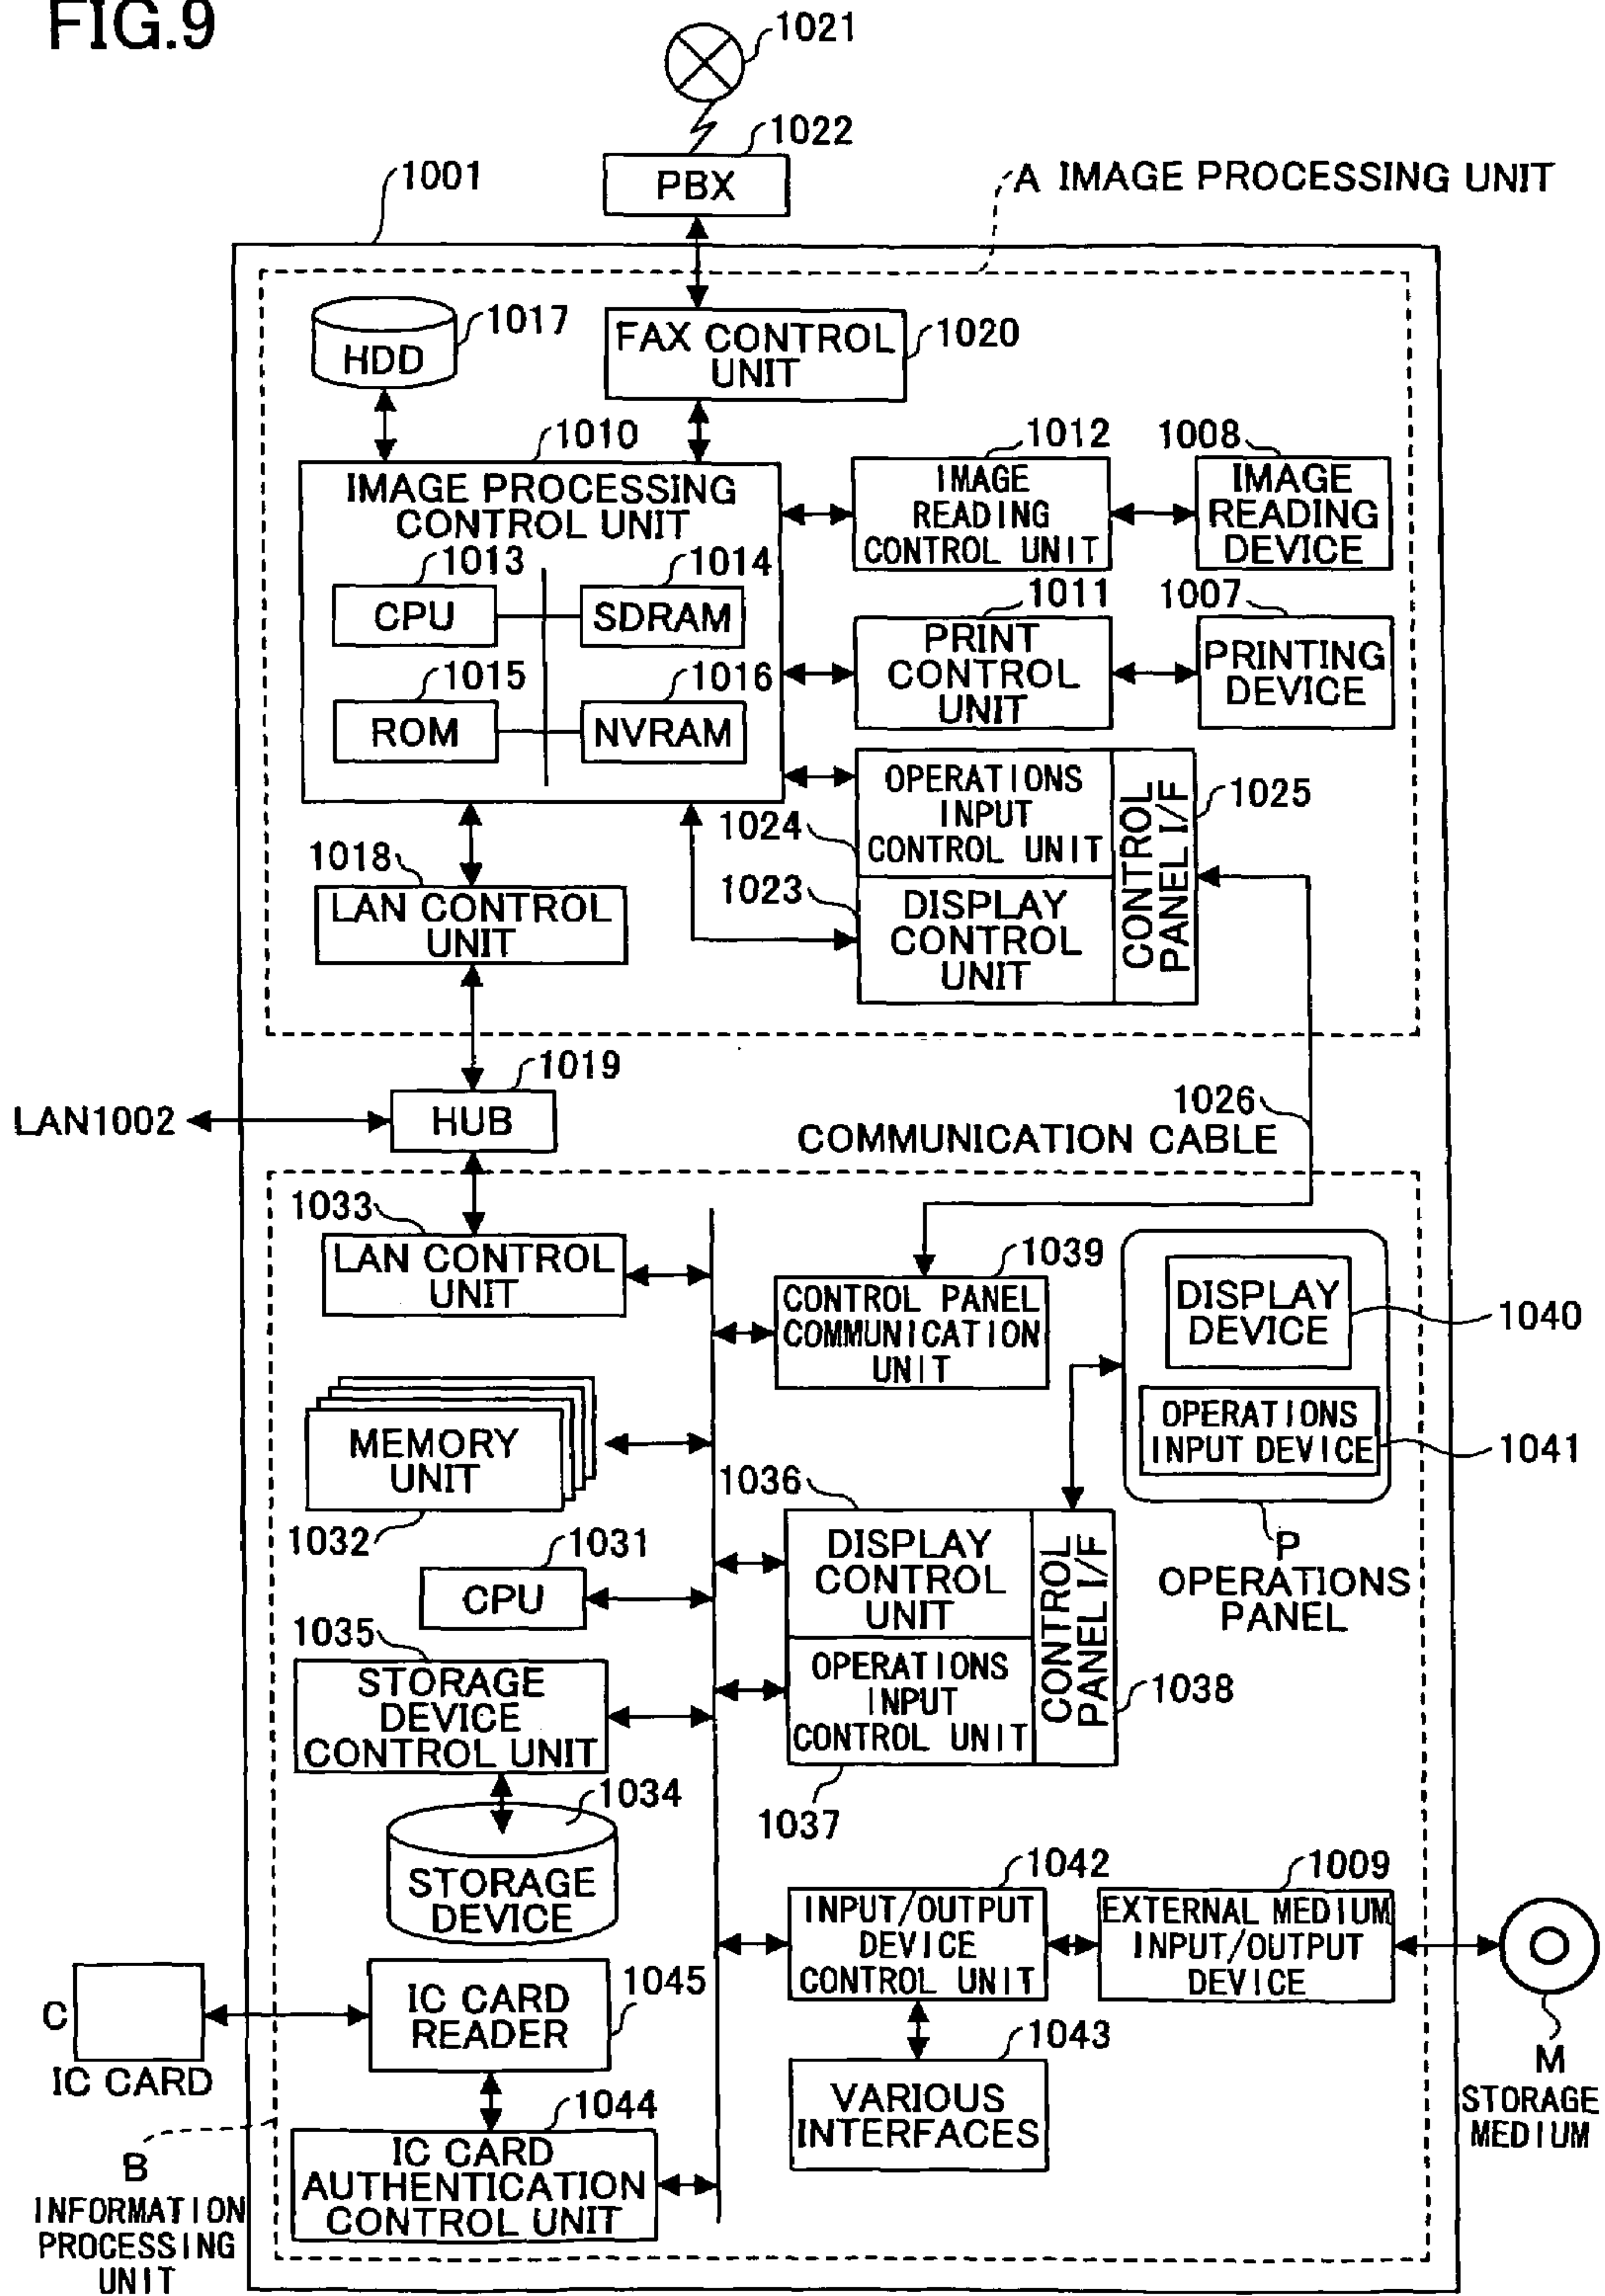 FIG.9
1021
1022
PBX
1001
A IMAGE PROCESSING UNIT
1017
HDD
FAX CONTROL
UNIT
1020
1010
IMAGE PROCESSING
CONTROL UNIT
1012
IMAGE
READING
CONTROL UNIT
1008
IMAGE
READING
DEVICE
1013
CPU
1014
SDRAM
1015
ROM
1016
NVRAM
1011
PRINT
CONTROL
UNIT
1007
PRINTING
DEVICE
OPERATIONS
INPUT
CONTROL UNIT
1024
CONTROL
PANEL I/F
1025
1023
DISPLAY
CONTROL
UNIT
1018
LAN CONTROL
UNIT
1019
HUB
LAN1002
1026
COMMUNICATION CABLE
1033
LAN CONTROL
UNIT
1039
CONTROL PANEL
COMMUNICATION
UNIT
DISPLAY
DEVICE
1040
OPERATIONS
INPUT DEVICE
1041
P
OPERATIONS
PANEL
MEMORY
UNIT
1032
1036
DISPLAY
CONTROL
UNIT
CONTROL
PANEL I/F
1038
1031
CPU
OPERATIONS
INPUT
CONTROL UNIT
1037
1035
STORAGE
DEVICE
CONTROL UNIT
1034
STORAGE
DEVICE
1042
INPUT/OUTPUT
DEVICE
CONTROL UNIT
1009
EXTERNAL MEDIUM
INPUT/OUTPUT
DEVICE
M
STORAGE
MEDIUM
C
IC CARD
IC CARD
READER
1045
1043
VARIOUS
INTERFACES
1044
IC CARD
AUTHENTICATION
CONTROL UNIT
B
INFORMATION
PROCESSING
UNIT